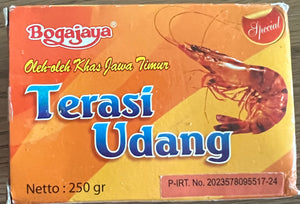 Bogajaya
Special
Oleh-oleh Khas Jawa Timur
Terasi
Udang
Netto : 250 gr
P-IRT. No. 2023578095517-24